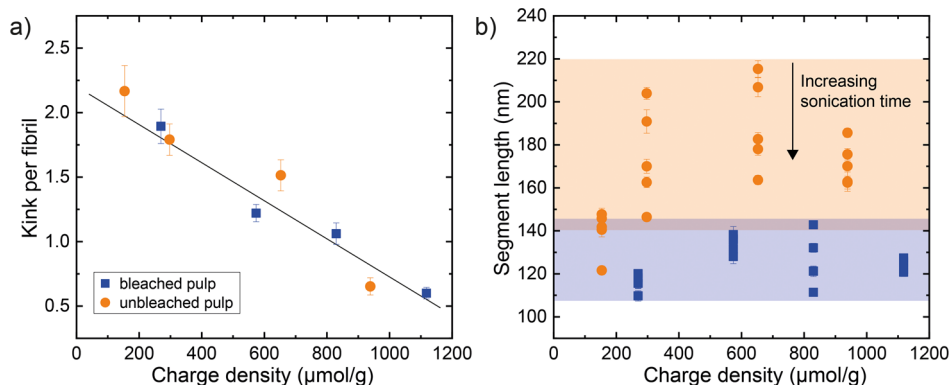 a)
2.5
2.0
1.5
1.0
0.5
Kink per fibril
bleached pulp
unbleached pulp
0 200 400 600 800 1000 1200
Charge density (μmol/g)
b)
220
200
180
160
140
120
100
Segment length (nm)
Increasing
sonication time
0 200 400 600 800 1000 1200
Charge density (μmol/g)